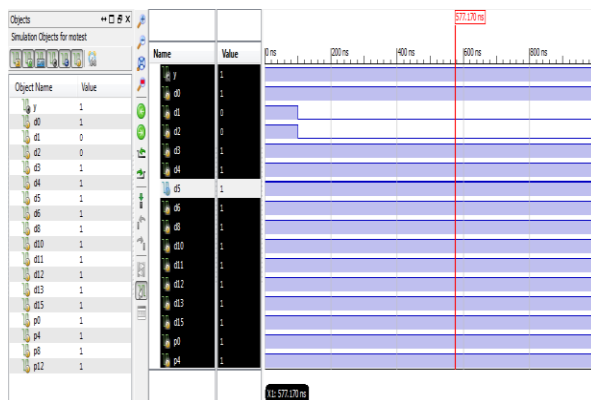 Objects
Simulation Objects for motest
Object Name Value
y 1
d0 1
d1 0
d2 0
d3 1
d4 1
d5 1
d6 1
d8 1
d10 1
d11 1
d12 1
d13 1
d15 1
p0 1
p4 1
p8 1
p12 1
577.170 ns
Name Value 0 ns 200 ns 400 ns 600 ns 800 ns
y 1
d0 1
d1 0
d2 0
d3 1
d4 1
d5 1
d6 1
d8 1
d10 1
d11 1
d12 1
d13 1
d15 1
p0 1
p4 1
X1: 577.170 ns